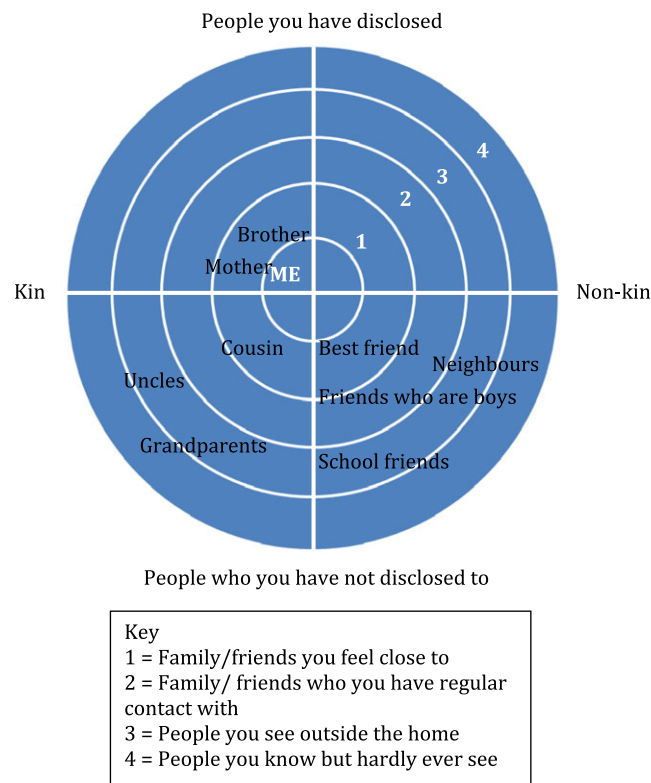 People you have disclosed
4
3
2
Brother
1
Mother
ME
Kin
Non-kin
Cousin
Best friend
Neighbours
Uncles
Friends who are boys
Grandparents
School friends
People who you have not disclosed to
Key
1 = Family/friends you feel close to
2 = Family/ friends who you have regular
contact with
3 = People you see outside the home
4 = People you know but hardly ever see